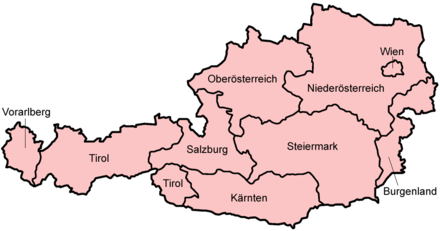 Wien
Oberösterreich
Niederösterreich
Vorarlberg
Tirol
Salzburg
Steiermark
Tirol
Kärnten
Burgenland